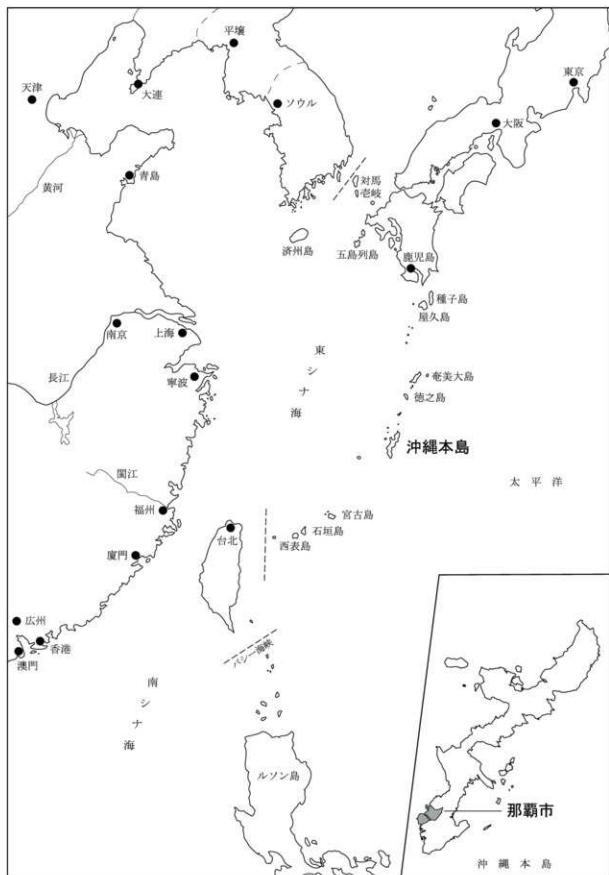 平壌
東京
天津
大連
ソウル
大阪
黄河
青島
対馬
壱岐
済州島
五島列島
鹿児島
種子島
屋久島
南京
上海
東シナ海
長江
寧波
奄美大島
徳之島
沖縄本島
閩江
太平洋
福州
宮古島
石垣島
台北
西表島
廈門
広州
香港
バシー海峡
澳門
南シナ海
ルソン島
那覇市
沖縄本島